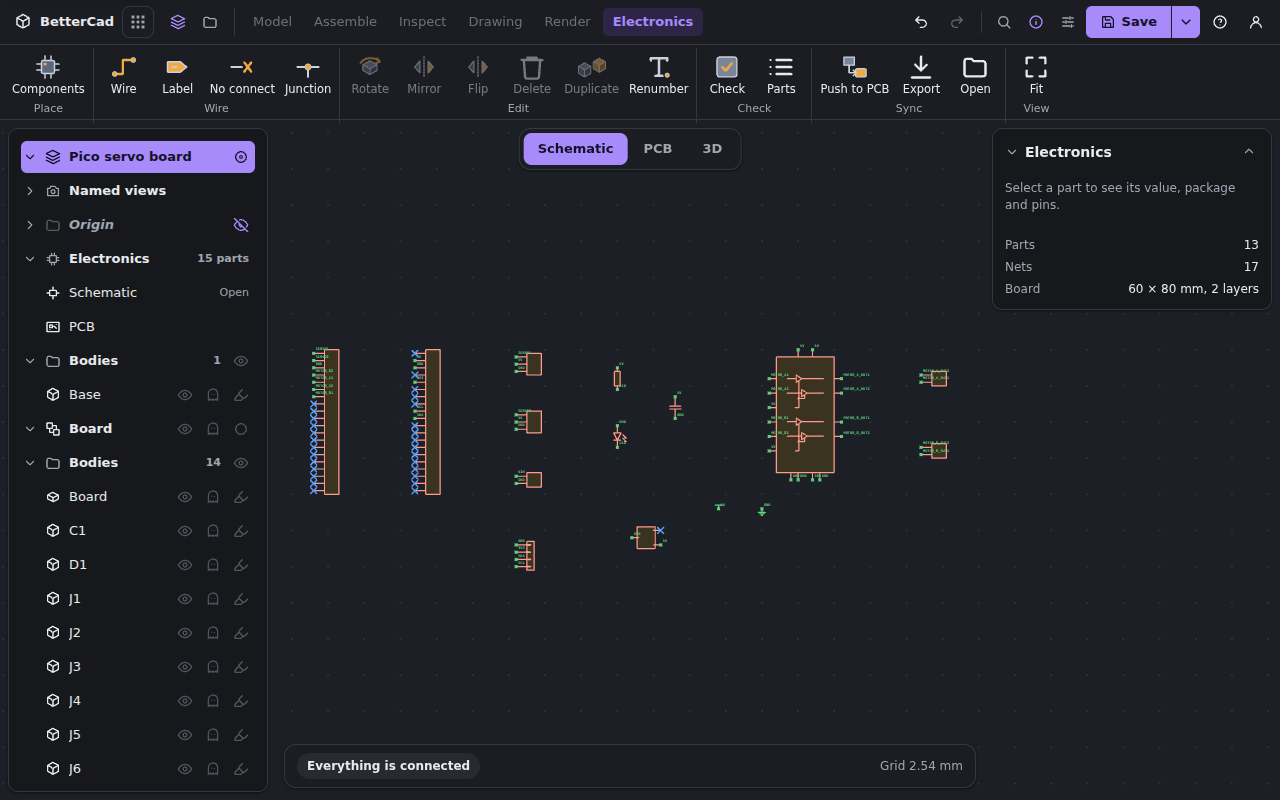 BetterCad
Model Assemble Inspect Drawing Render Electronics
Save
Components Wire Label No connect Junction Rotate Mirror Flip Delete Duplicate Renumber Check Parts Push to PCB Export Open Fit
Place Wire Edit Check Sync View
Pico servo board
Named views
Origin
Electronics 15 parts
Schematic Open
PCB
Bodies 1
Base
Board
Bodies 14
Board
C1
D1
J1
J2
J3
J4
J5
J6
Schematic PCB 3D
Electronics
Select a part to see its value, package
and pins.
Parts 13
Nets 17
Board 60 × 80 mm, 2 layers
Everything is connected
Grid 2.54 mm